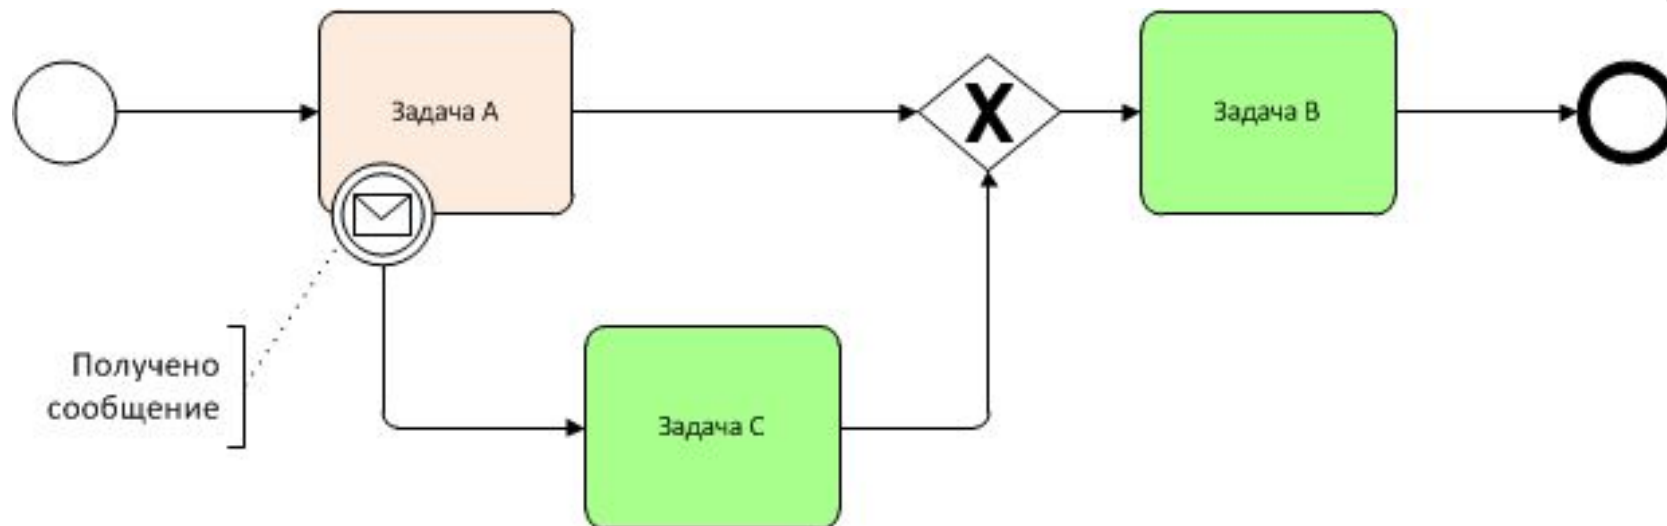 Задача A
X
Задача B
Получено
сообщение
Задача C